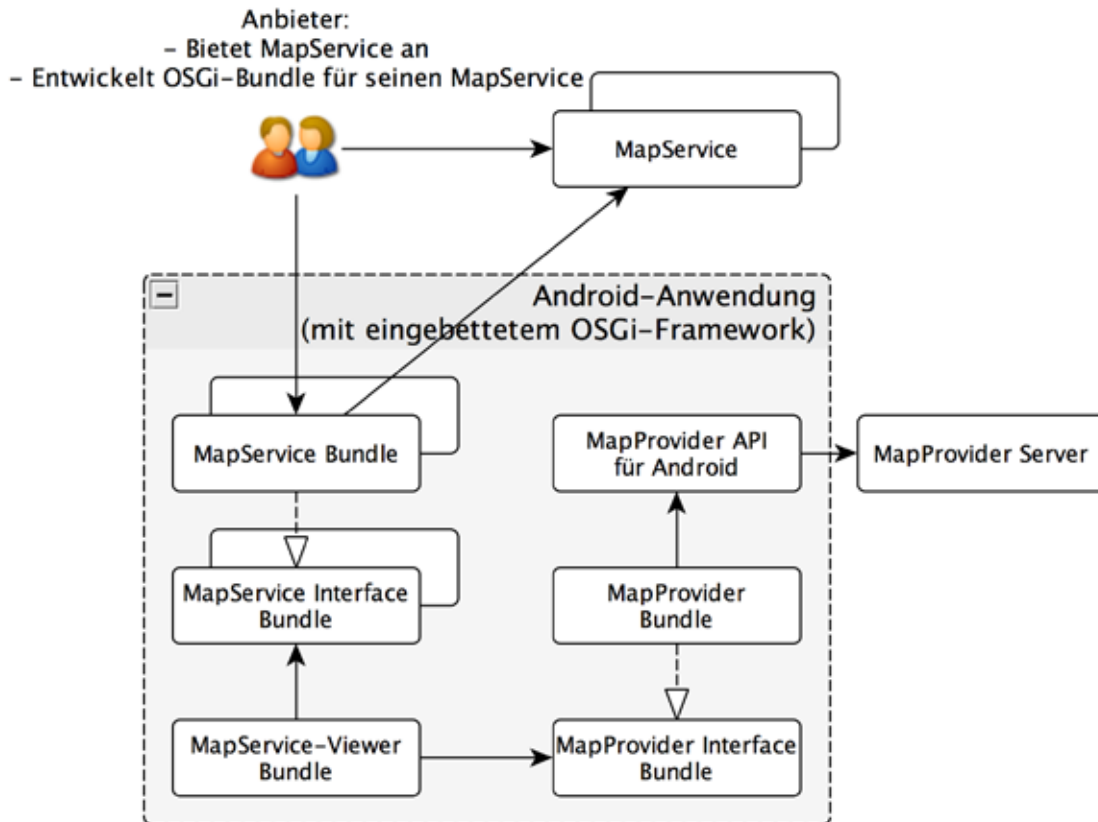 Anbieter:
- Bietet MapService an
- Entwickelt OSGi-Bundle für seinen MapService
MapService
Android-Anwendung
(mit eingebettetem OSGi-Framework)
MapService Bundle
MapProvider API
für Android
MapProvider Server
MapService Interface
Bundle
MapProvider
Bundle
MapService-Viewer
Bundle
MapProvider Interface
Bundle